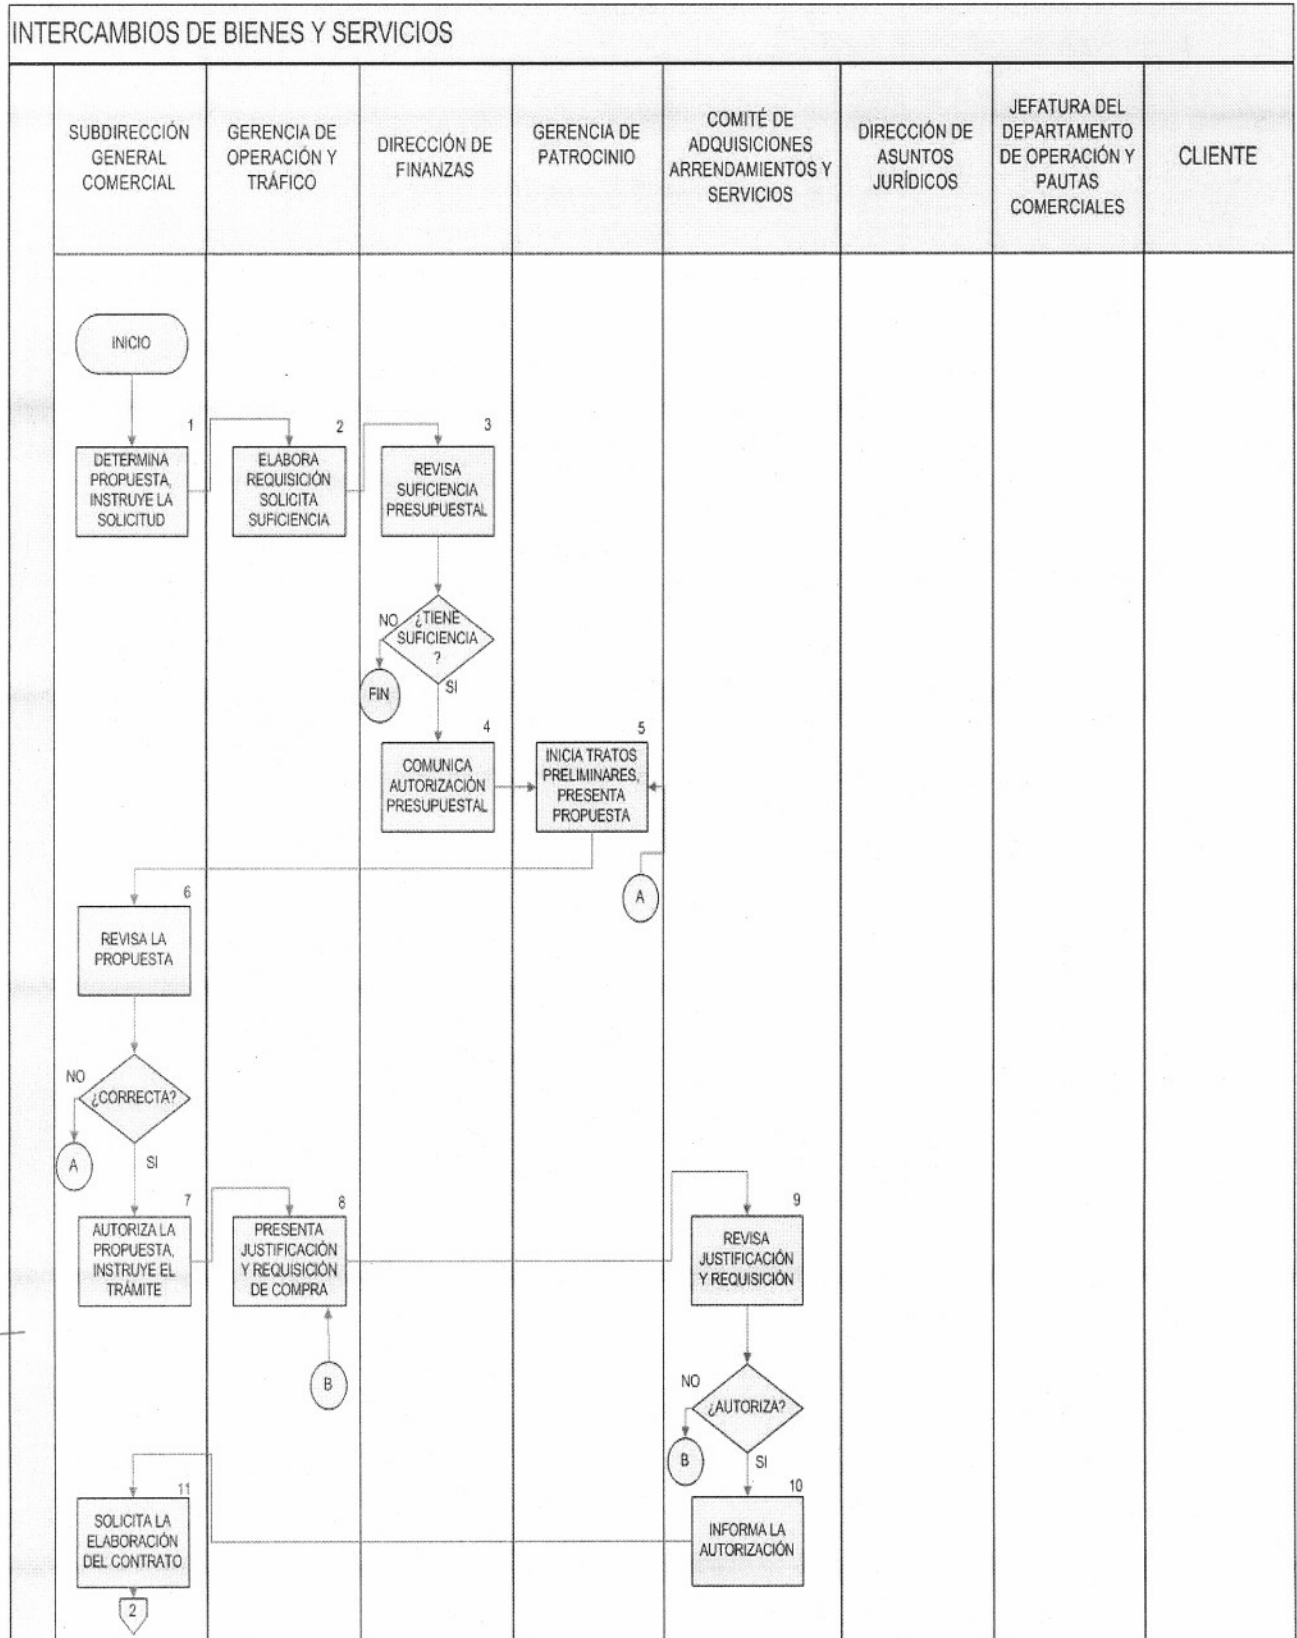 INTERCAMBIOS DE BIENES Y SERVICIOS
SUBDIRECCIÓN
GENERAL
COMERCIAL
GERENCIA DE
OPERACIÓN Y
TRÁFICO
DIRECCIÓN DE
FINANZAS
GERENCIA DE
PATROCINIO
COMITÉ DE
ADQUISICIONES
ARRENDAMIENTOS Y
SERVICIOS
DIRECCIÓN DE
ASUNTOS
JURÍDICOS
JEFATURA DEL
DEPARTAMENTO
DE OPERACIÓN Y
PAUTAS
COMERCIALES
CLIENTE
INICIO
1
DETERMINA
PROPUESTA,
INSTRUYE LA
SOLICITUD
2
ELABORA
REQUISICIÓN
SOLICITA
SUFICIENCIA
3
REVISA
SUFICIENCIA
PRESUPUESTAL
NO
¿TIENE
SUFICIENCIA
?
FIN
SI
4
COMUNICA
AUTORIZACIÓN
PRESUPUESTAL
5
INICIA TRATOS
PRELIMINARES,
PRESENTA
PROPUESTA
A
6
REVISA LA
PROPUESTA
NO
¿CORRECTA?
A
SI
7
AUTORIZA LA
PROPUESTA,
INSTRUYE EL
TRÁMITE
8
PRESENTA
JUSTIFICACIÓN
Y REQUISICIÓN
DE COMPRA
B
9
REVISA
JUSTIFICACIÓN
Y REQUISICIÓN
NO
¿AUTORIZA?
B
SI
10
INFORMA LA
AUTORIZACIÓN
11
SOLICITA LA
ELABORACIÓN
DEL CONTRATO
2